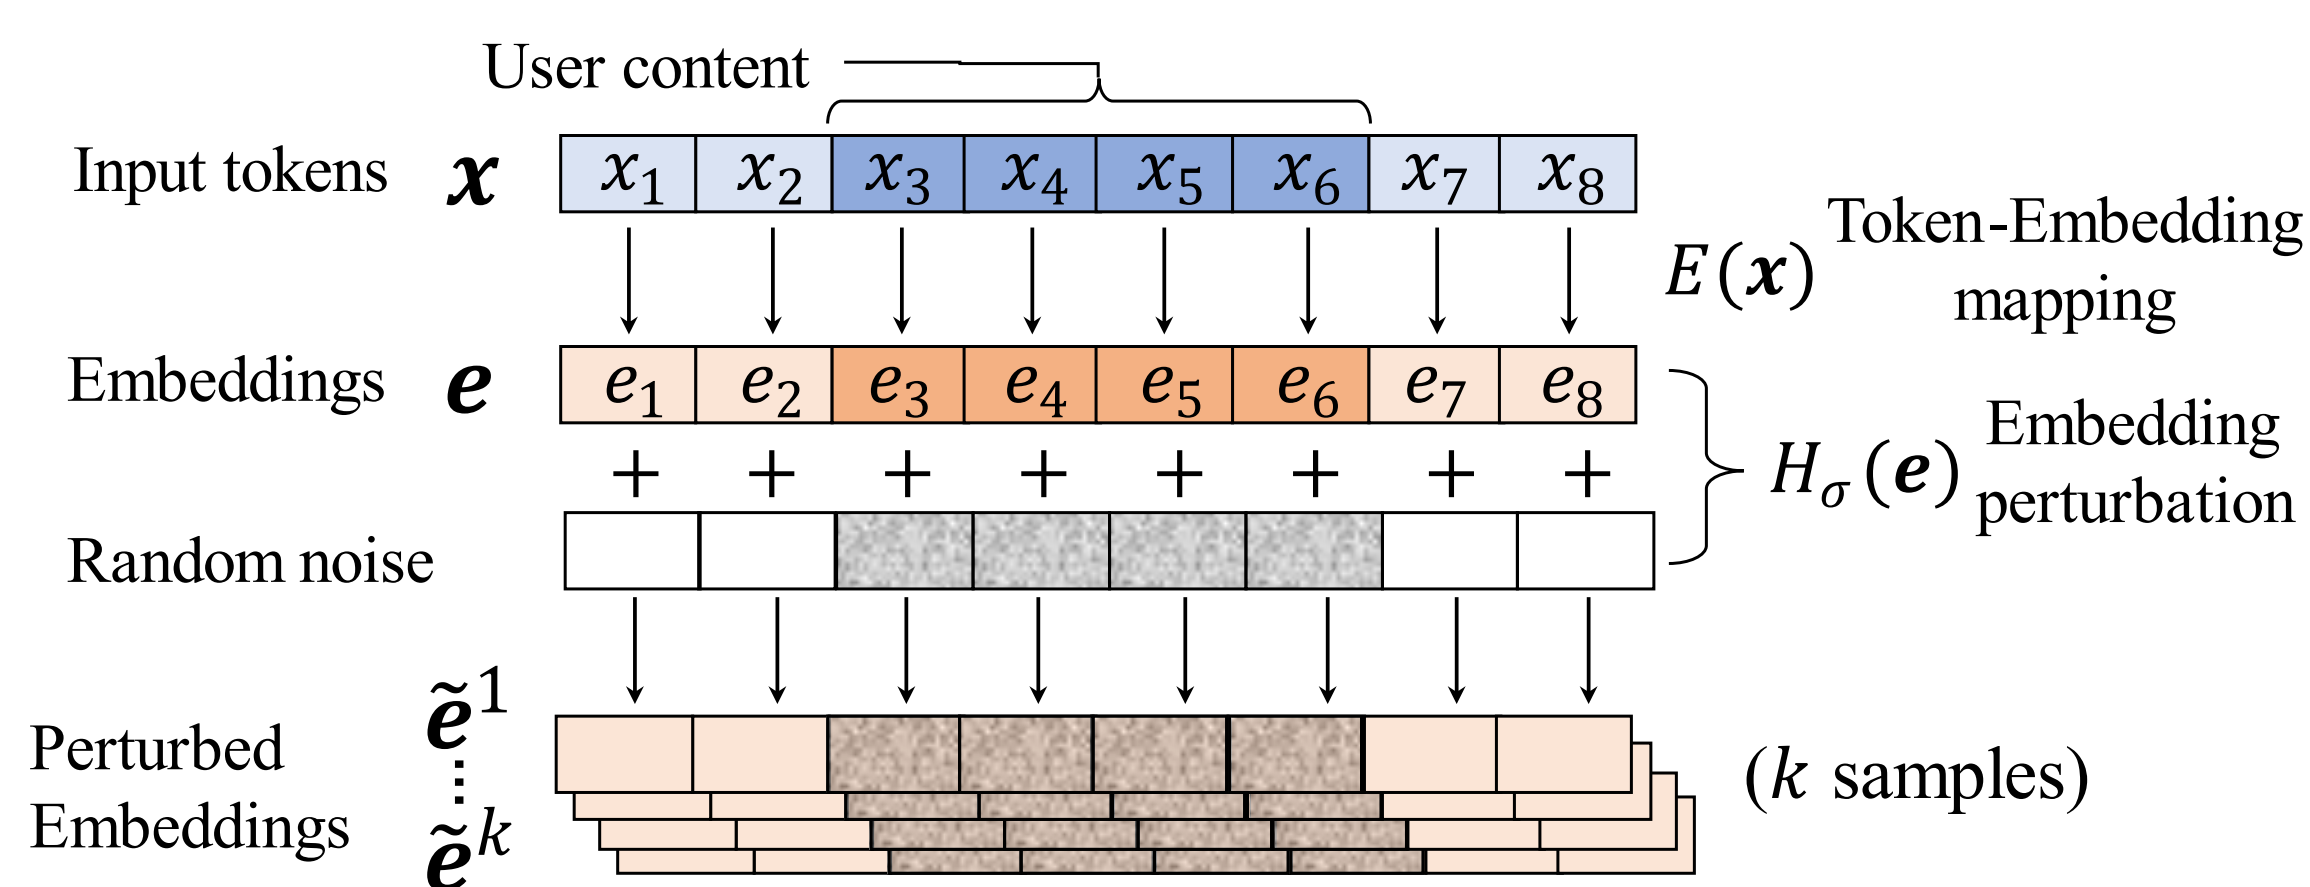 User content
Input tokens x x₁ x₂ x₃ x₄ x₅ x₆ x₇ x₈
E(x) Token-Embedding
mapping
Embeddings e e₁ e₂ e₃ e₄ e₅ e₆ e₇ e₈
+ + + + + + + +
H_σ(e) Embedding
perturbation
Random noise
Perturbed
Embeddings
ẽ¹
⋮
ẽᵏ
(k samples)